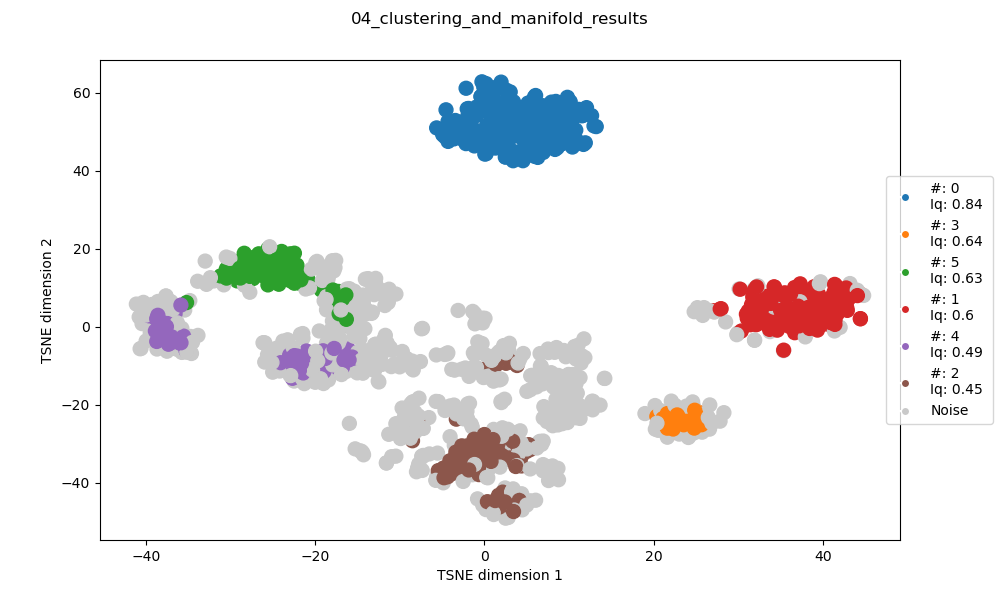 04_clustering_and_manifold_results
60
40
20
0
−20
−40
TSNE dimension 2
−40
−20
0
20
40
TSNE dimension 1
#: 0
Iq: 0.84
#: 3
Iq: 0.64
#: 5
Iq: 0.63
#: 1
Iq: 0.6
#: 4
Iq: 0.49
#: 2
Iq: 0.45
Noise